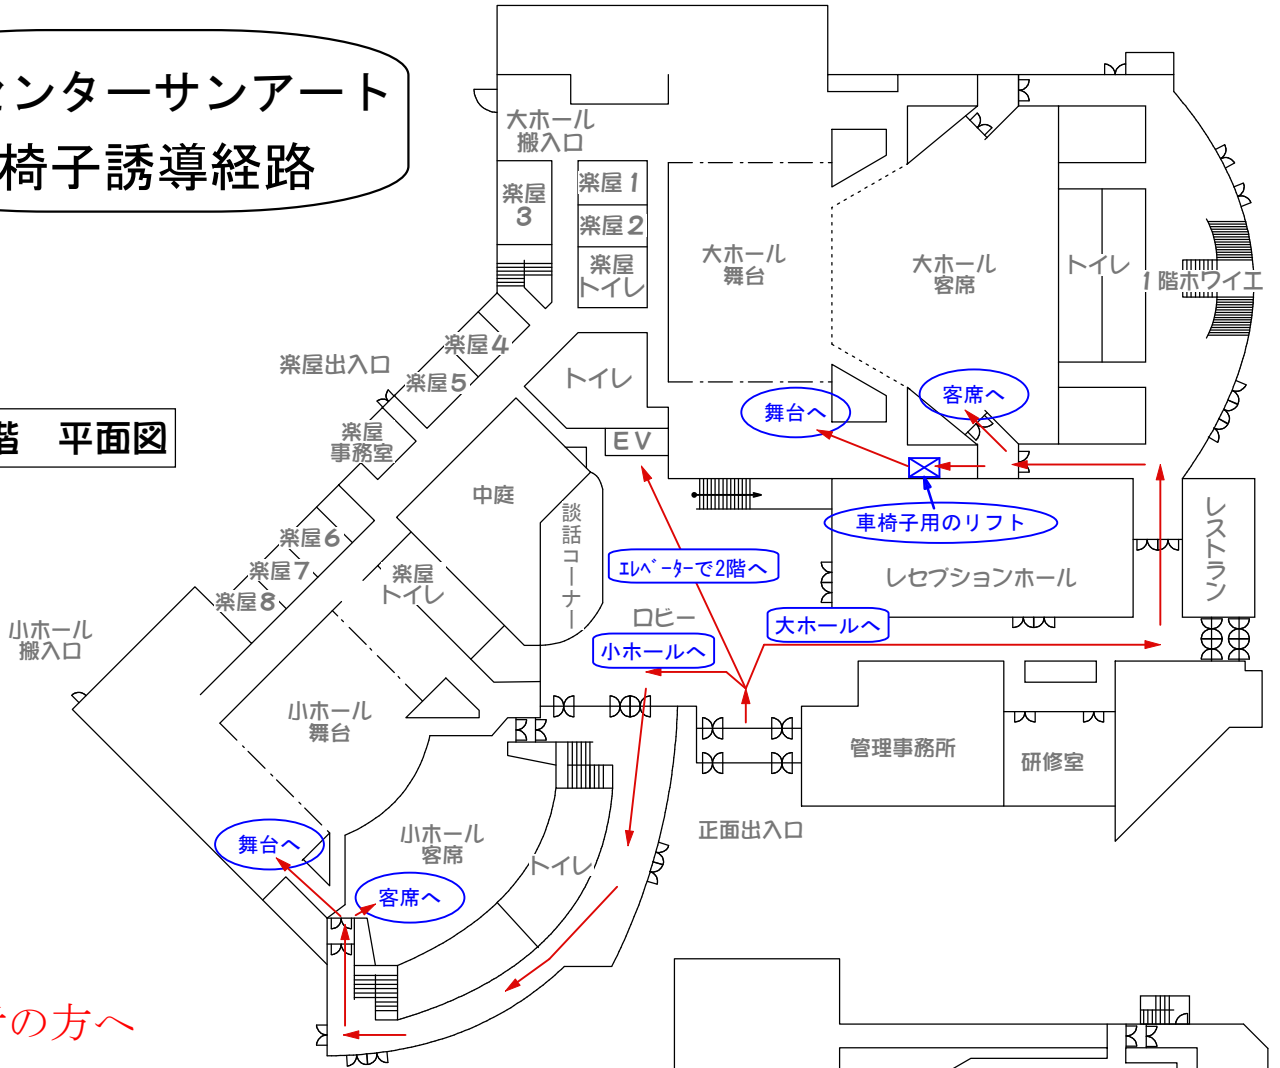 センターサンアート
椅子誘導経路
階 平面図
大ホール
搬入口
楽屋
3
楽屋1
楽屋2
楽屋
トイレ
大ホール
舞台
大ホール
客席
トイレ
1階ホワイエ
楽屋4
楽屋5
楽屋出入口
楽屋
事務室
トイレ
EV
舞台へ
客席へ
中庭
談話コーナー
車椅子用のリフト
レストラン
楽屋6
楽屋7
楽屋8
楽屋
トイレ
エレベーターで2階へ
レセプションホール
ロビー
大ホールへ
小ホールへ
小ホール
搬入口
小ホール
舞台
管理事務所
研修室
正面出入口
小ホール
客席
トイレ
舞台へ
客席へ
の方へ